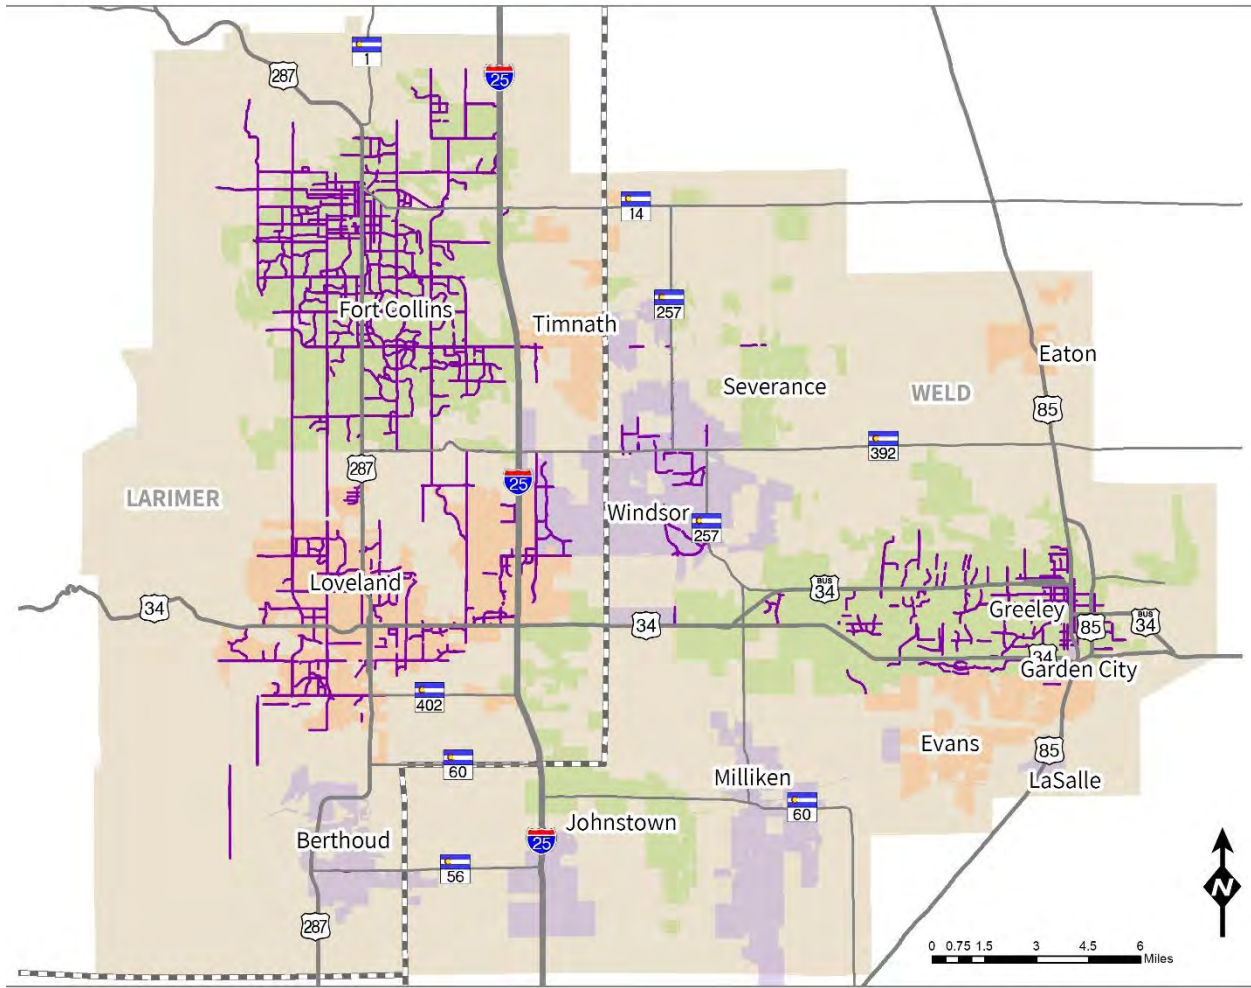 1
287
25
14
257
Fort Collins
Timnath
Eaton
Severance
WELD
85
392
287
25
LARIMER
Windsor
257
Loveland
BUS
34
34
34
Greeley
85
BUS
34
34
Garden City
402
Evans
85
60
Milliken
LaSalle
60
Johnstown
25
Berthoud
56
287
N
0 0.75 1.5 3 4.5 6
Miles